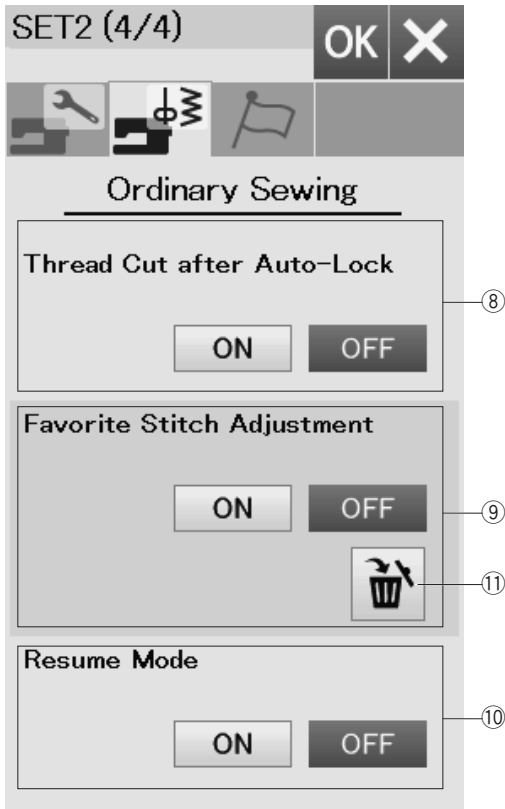 SET2 (4/4)
OK
Ordinary Sewing
Thread Cut after Auto-Lock
ON OFF
⑧
Favorite Stitch Adjustment
ON OFF
⑨
⑪
Resume Mode
ON OFF
⑩